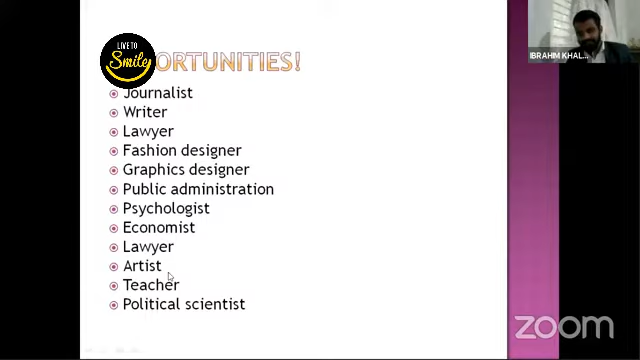 LIVE TO
Smile
PORTUNITIES!
Journalist
Writer
Lawyer
Fashion designer
Graphics designer
Public administration
Psychologist
Economist
Lawyer
Artist
Teacher
Political scientist
IBRAHIM KHAL...
zoom